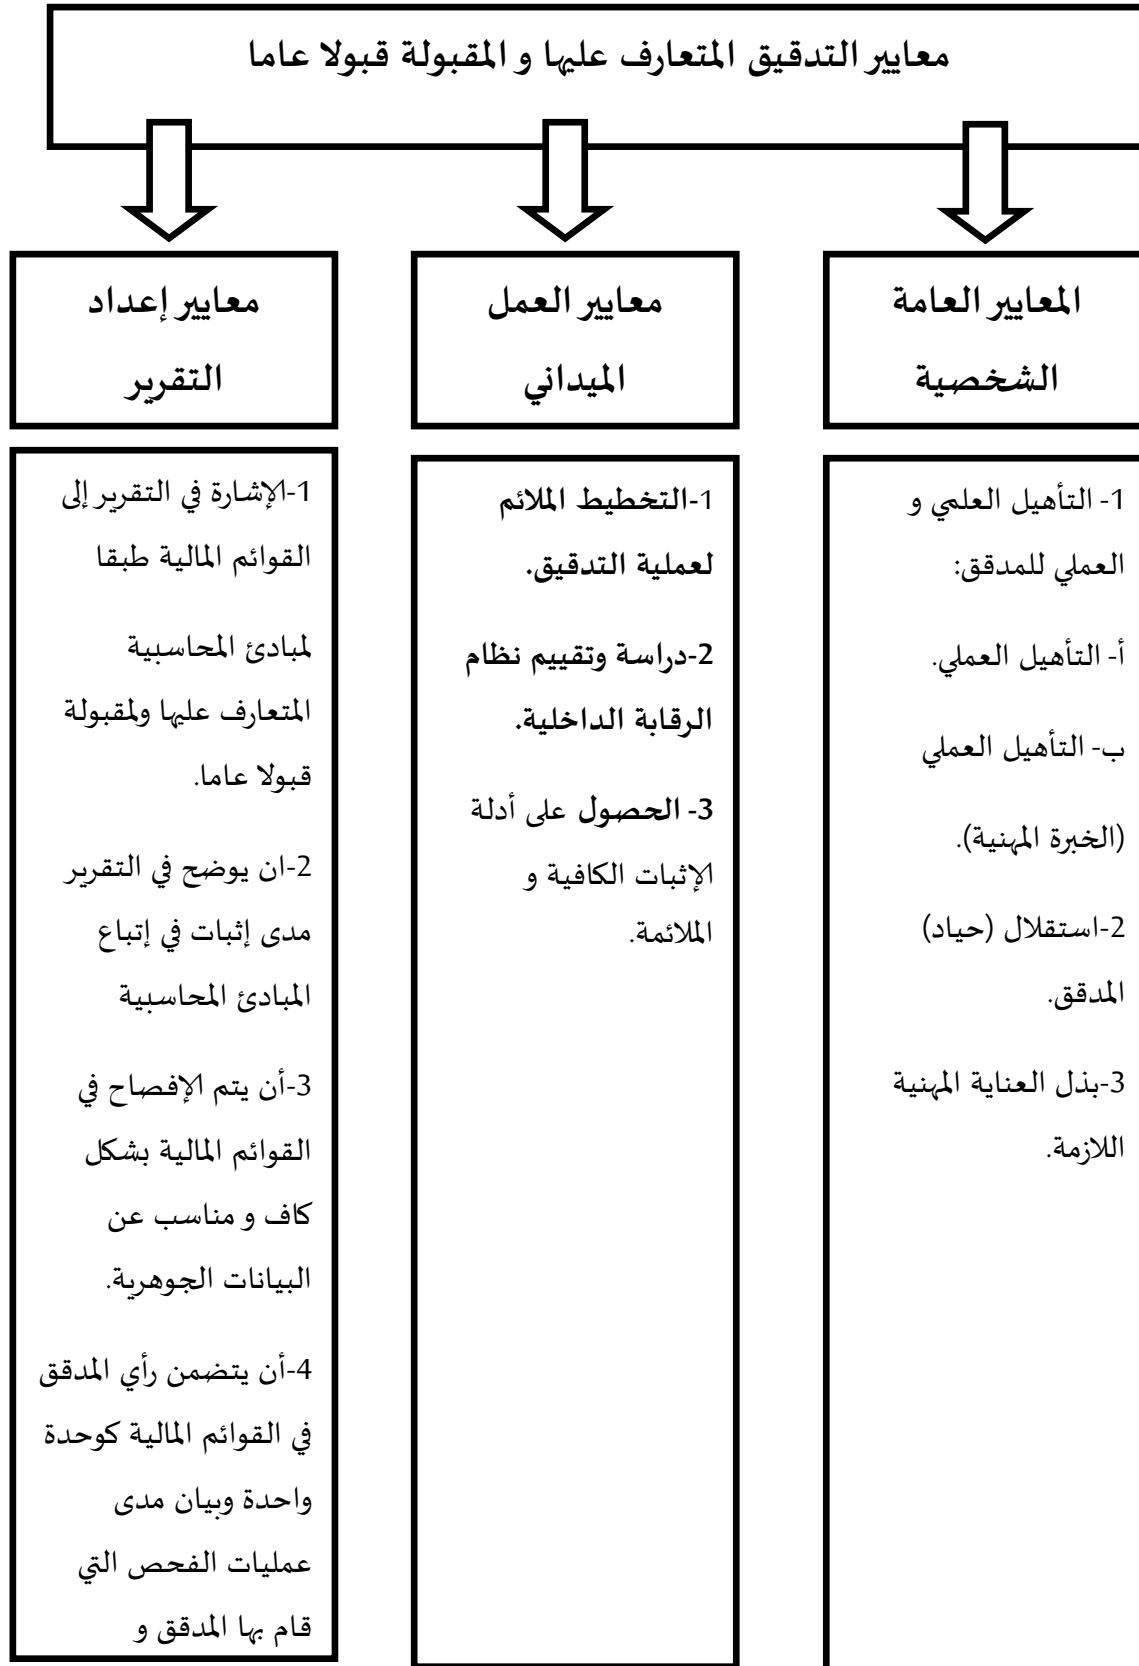 معايير التدقيق المتعارف عليها و المقبولة قبولا عاما
المعايير العامة
الشخصية
1- التأهيل العلمي و
العملي للمدقق:
أ- التأهيل العملي.
ب- التأهيل العملي
(الخبرة المهنية).
2-استقلال (حياد)
المدقق.
3-بذل العناية المهنية
اللازمة.
معايير العمل
الميداني
1-التخطيط الملائم
لعملية التدقيق.
2-دراسة وتقييم نظام
الرقابة الداخلية.
3- الحصول على أدلة
الإثبات الكافية و
الملائمة.
معايير إعداد
التقرير
1-الإشارة في التقرير إلى
القوائم المالية طبقا
لمبادئ المحاسبية
المتعارف عليها ولمقبولة
قبولا عاما.
2-ان يوضح في التقرير
مدى إثبات في إتباع
المبادئ المحاسبية
3-أن يتم الإفصاح في
القوائم المالية بشكل
كاف و مناسب عن
البيانات الجوهرية.
4-أن يتضمن رأي المدقق
في القوائم المالية كوحدة
واحدة وبيان مدى
عمليات الفحص التي
قام بها المدقق و